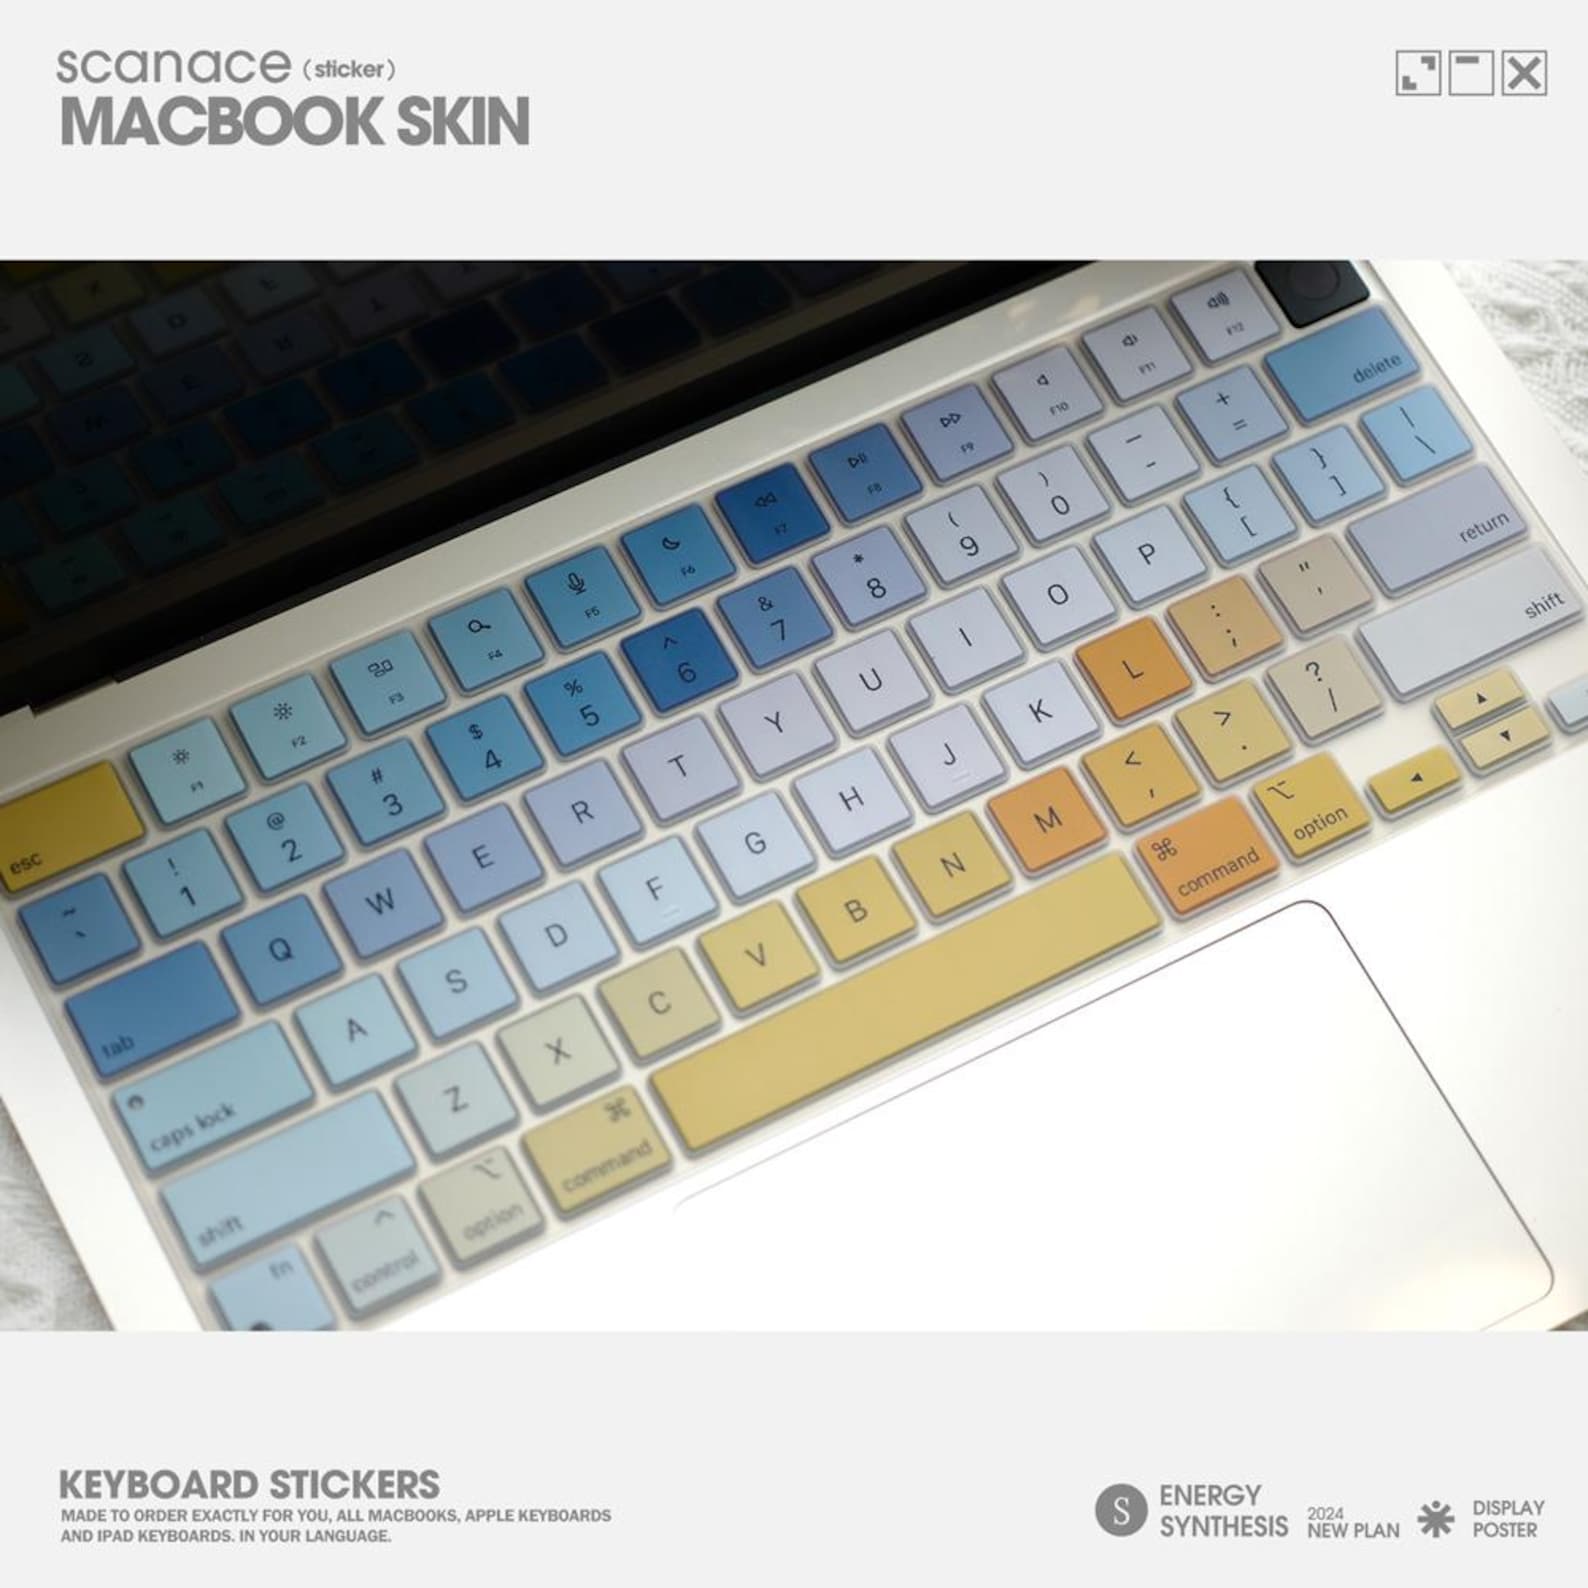 scanace (sticker)
MACBOOK SKIN
esc
F1
F2
F3
F4
F5
F6
F7
F8
F9
F10
F11
F12
~ `
! 1
@ 2
# 3
$ 4
% 5
^ 6
& 7
* 8
( 9
) 0
— -
+ =
delete
tab
Q
W
E
R
T
Y
U
I
O
P
{ [
} ]
| \
caps lock
A
S
D
F
G
H
J
K
L
: ;
" '
return
shift
Z
X
C
V
B
N
M
< ,
> .
? /
shift
fn
^
control
⌥
option
⌘
command
⌘
command
⌥
option
◀
▲
▼
KEYBOARD STICKERS
MADE TO ORDER EXACTLY FOR YOU, ALL MACBOOKS, APPLE KEYBOARDS
AND IPAD KEYBOARDS. IN YOUR LANGUAGE.
S
ENERGY
SYNTHESIS
2024
NEW PLAN
DISPLAY
POSTER